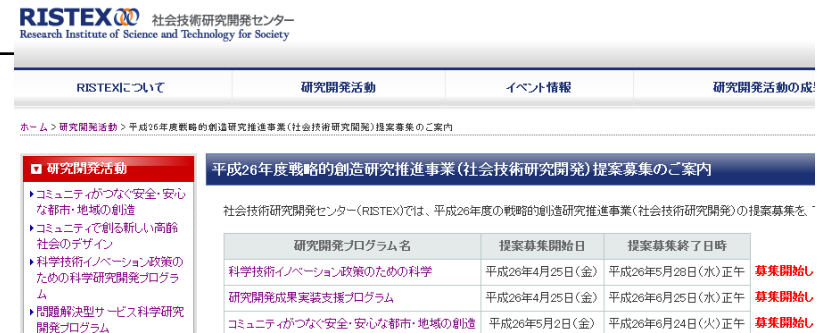 RISTEX 社会技術研究開発センター
Research Institute of Science and Technology for Society
RISTEXについて 研究開発活動 イベント情報 研究開発活動の成
ホーム > 研究開発活動 > 平成26年度戦略的創造研究推進事業(社会技術研究開発)提案募集のご案内
研究開発活動
コミュニティがつなぐ安全・安心
な都市・地域の創造
コミュニティで創る新しい高齢
社会のデザイン
科学技術イノベーション政策の
ための科学研究開発プログラ
ム
問題解決型サービス科学研究
開発プログラム
平成26年度戦略的創造研究推進事業(社会技術研究開発)提案募集のご案内
社会技術研究開発センター(RISTEX)では、平成26年度の戦略的創造研究推進事業(社会技術研究開発)の提案募集を、
研究開発プログラム名 提案募集開始日 提案募集終了日時
科学技術イノベーション政策のための科学 平成26年4月25日(金) 平成26年5月28日(水)正午 募集開始し
研究開発成果実装支援プログラム 平成26年4月25日(金) 平成26年6月25日(水)正午 募集開始し
コミュニティがつなぐ安全・安心な都市・地域の創造 平成26年5月2日(金) 平成26年6月24日(火)正午 募集開始し